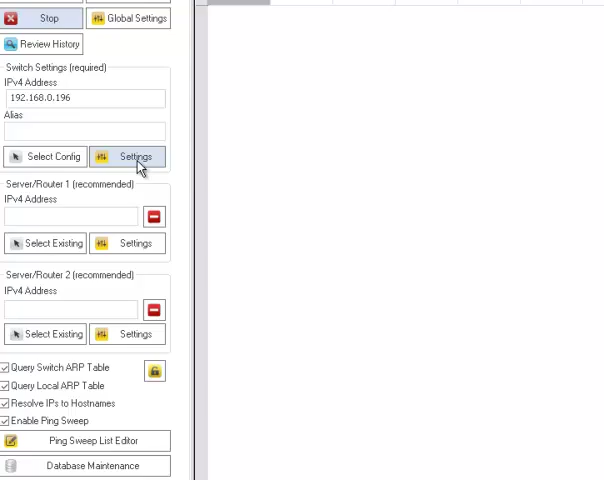 Stop
Global Settings
Review History
Switch Settings (required)
IPv4 Address
192.168.0.196
Alias
Select Config
Settings
Server/Router 1 (recommended)
IPv4 Address
Select Existing
Settings
Server/Router 2 (recommended)
IPv4 Address
Select Existing
Settings
Query Switch ARP Table
Query Local ARP Table
Resolve IPs to Hostnames
Enable Ping Sweep
Ping Sweep List Editor
Database Maintenance